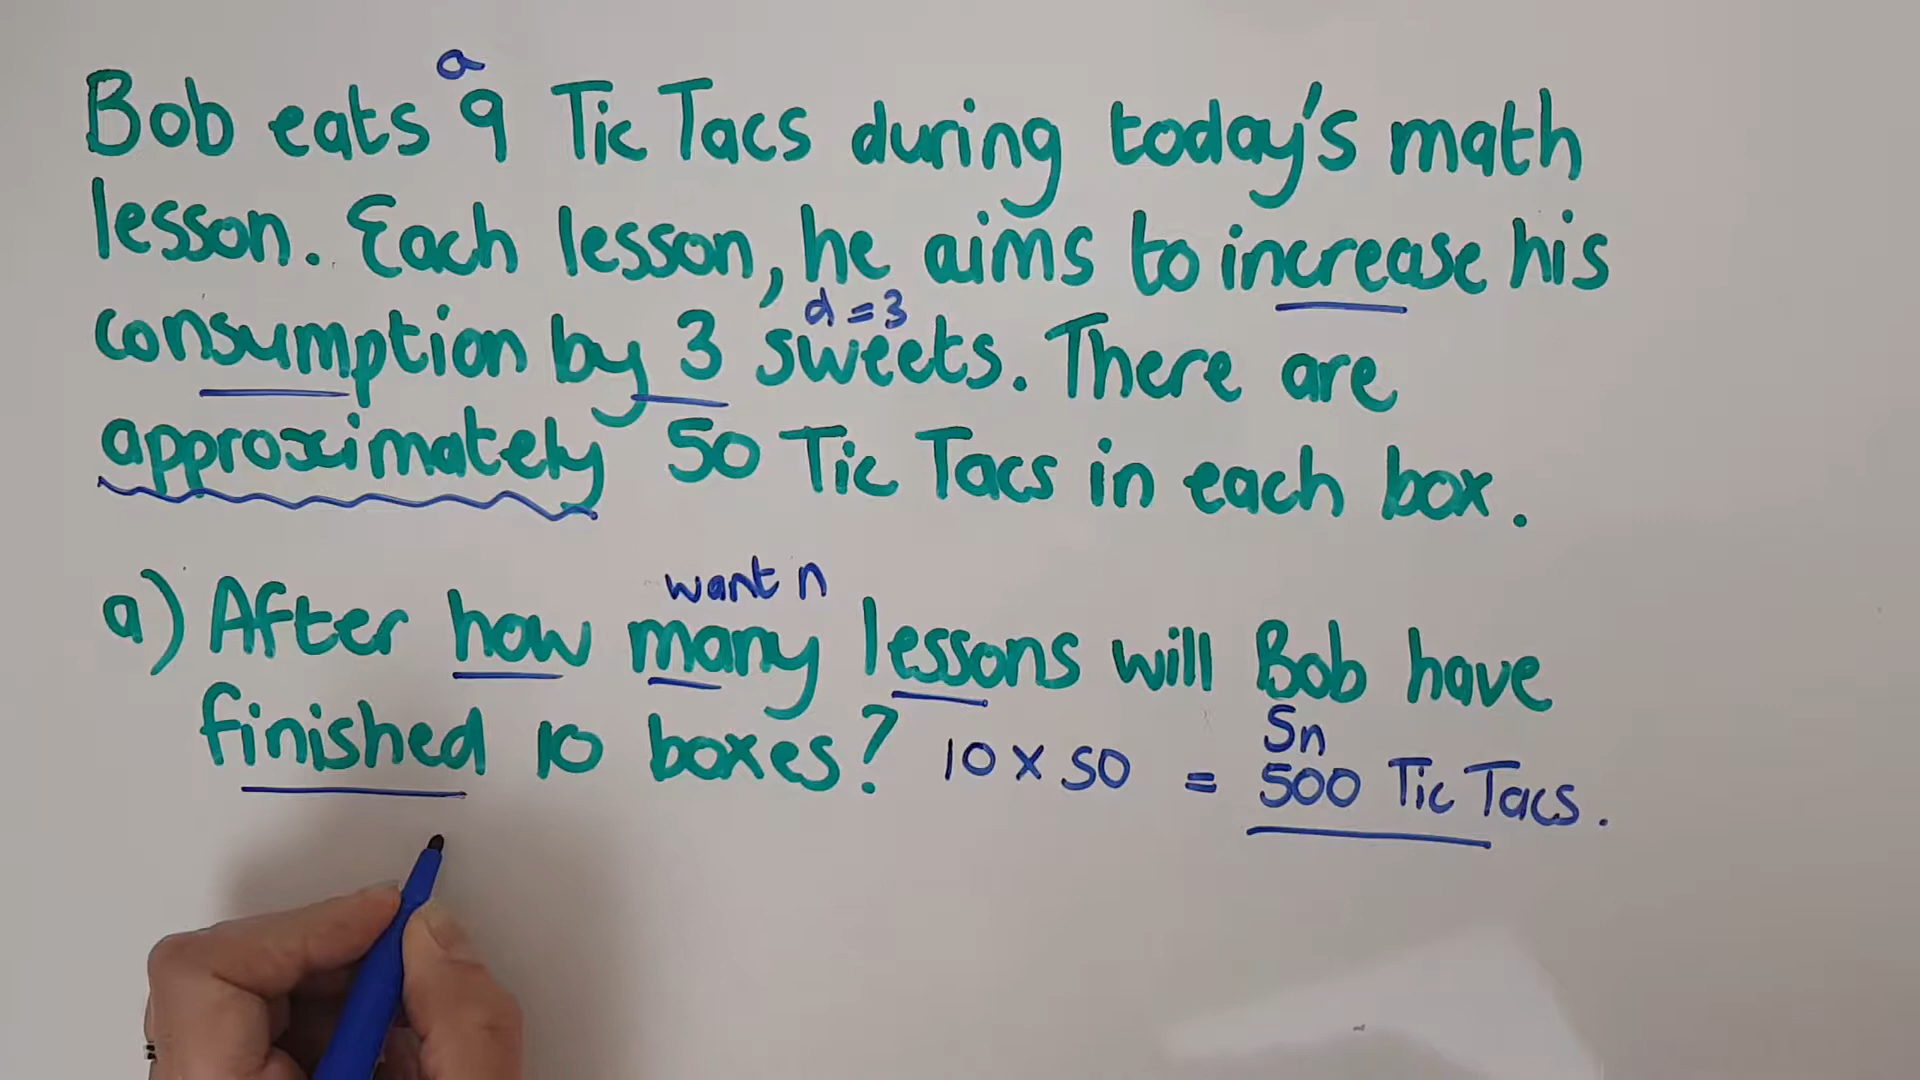 a
Bob eats 9 Tic Tacs during today's math
lesson. Each lesson, he aims to increase his
d = 3
consumption by 3 sweets. There are
approximately 50 Tic Tacs in each box.
want n
a) After how many lessons will Bob have
finished 10 boxes? 10 x 50 = 500 Tic Tacs.
Sn